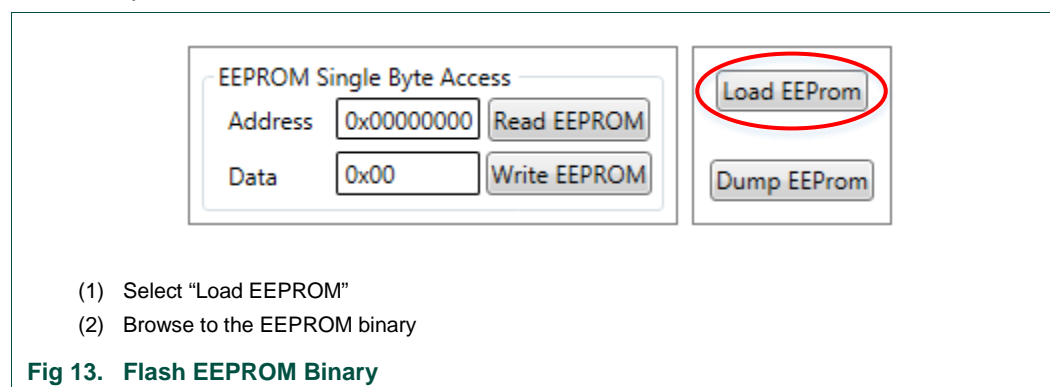 EEPROM Single Byte Access
Address 0x00000000 Read EEPROM
Data 0x00 Write EEPROM
Load EEProm
Dump EEProm
(1) Select “Load EEPROM”
(2) Browse to the EEPROM binary
Fig 13. Flash EEPROM Binary